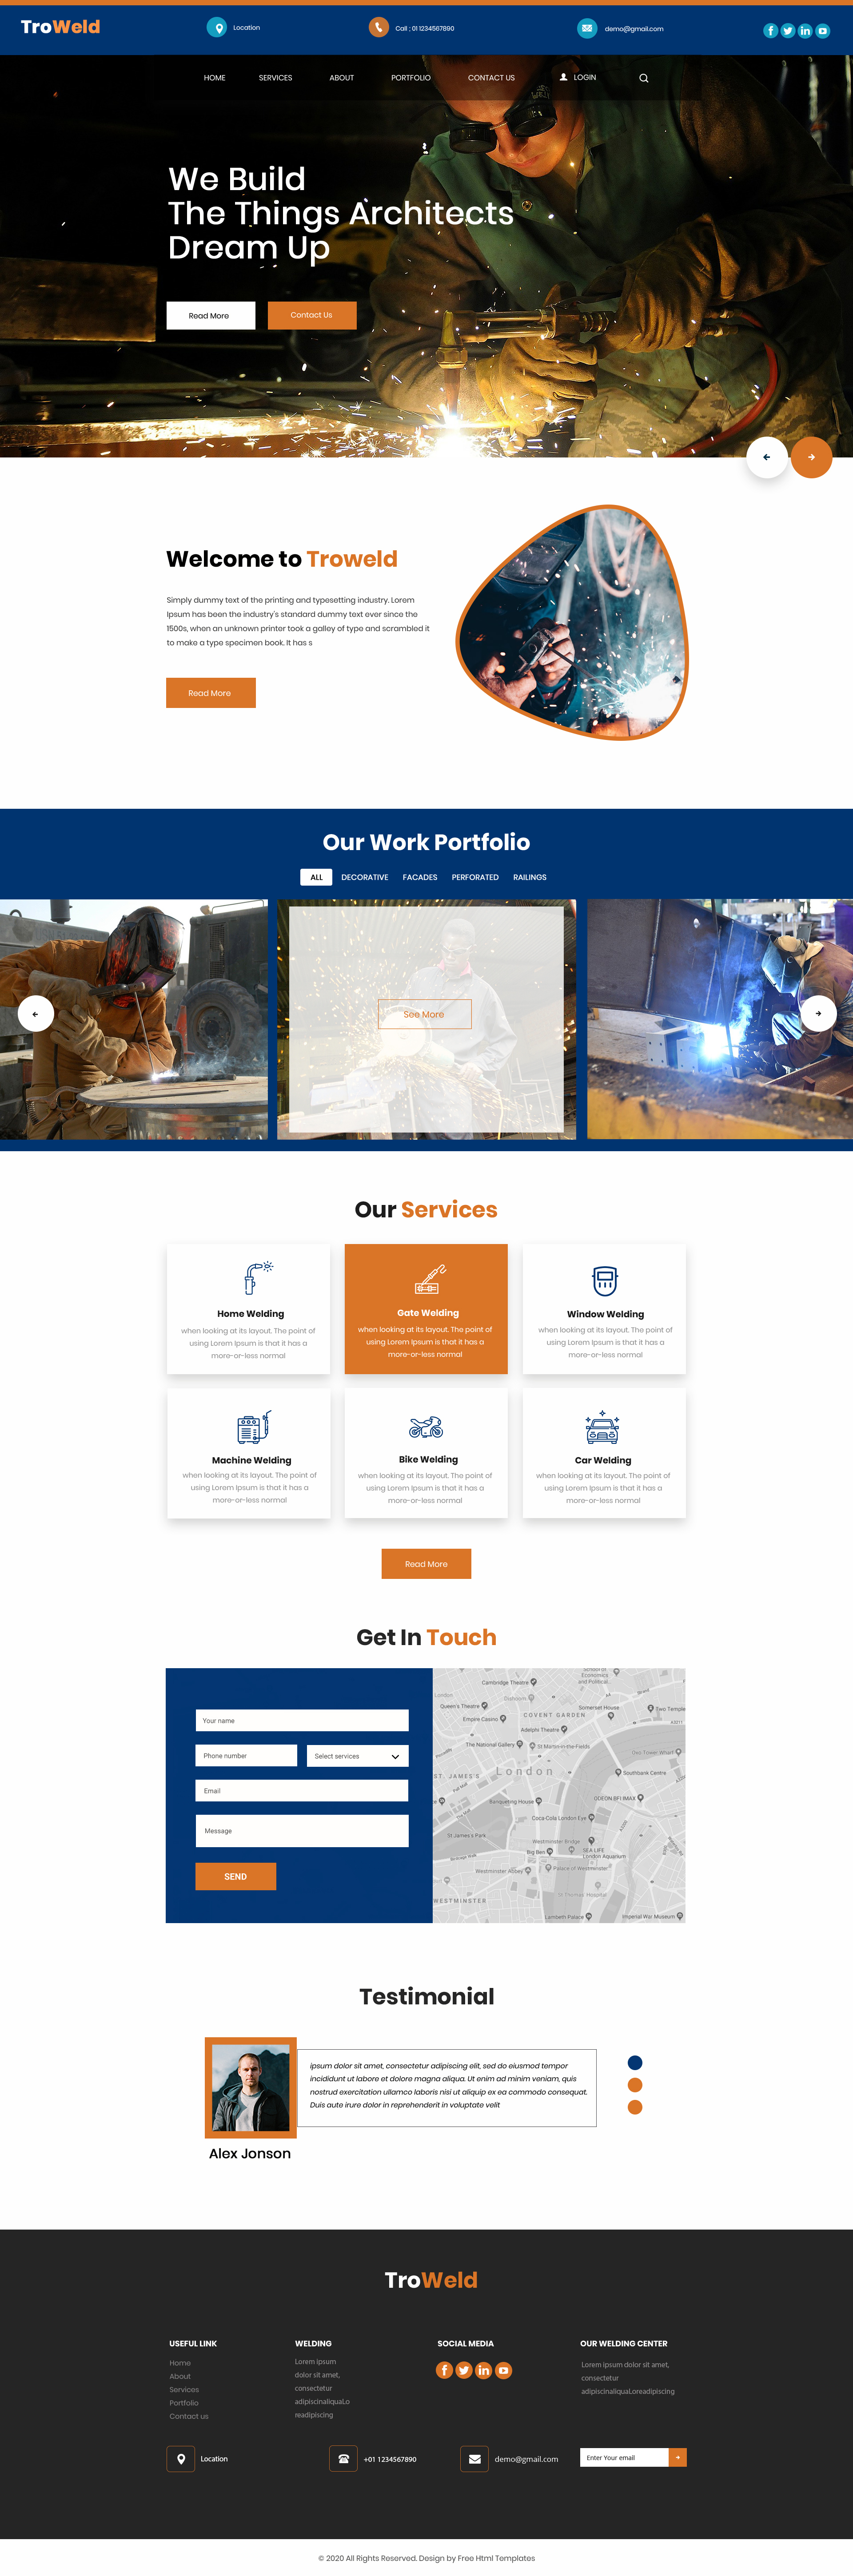 TroWeld
Location
Call ; 01 1234567890
demo@gmail.com
HOME SERVICES ABOUT PORTFOLIO CONTACT US LOGIN
We Build
The Things Architects
Dream Up
Read More Contact Us
Welcome to Troweld
Simply dummy text of the printing and typesetting industry. Lorem
Ipsum has been the industry's standard dummy text ever since the
1500s, when an unknown printer took a galley of type and scrambled it
to make a type specimen book. It has s
Read More
Our Work Portfolio
ALL DECORATIVE FACADES PERFORATED RAILINGS
See More
Our Services
Home Welding
when looking at its layout. The point of
using Lorem Ipsum is that it has a
more-or-less normal
Gate Welding
when looking at its layout. The point of
using Lorem Ipsum is that it has a
more-or-less normal
Window Welding
when looking at its layout. The point of
using Lorem Ipsum is that it has a
more-or-less normal
Machine Welding
when looking at its layout. The point of
using Lorem Ipsum is that it has a
more-or-less normal
Bike Welding
when looking at its layout. The point of
using Lorem Ipsum is that it has a
more-or-less normal
Car Welding
when looking at its layout. The point of
using Lorem Ipsum is that it has a
more-or-less normal
Read More
Get In Touch
Your name
Phone number
Select services
Email
Message
SEND
Economics
and Political
Cambridge Theatre
London
Queen's Theatre
Somerset House
Two Temple
Empire Casino
COVENT GARDEN
A3211
Adelphi Theatre
The National Gallery
St Martin-in-the-Fields
Oxo Tower Wharf
London
Southbank Centre
ST. JAMES'S
Pall Mall
The Mall
Banqueting House
ODEON BFI IMAX
Coca-Cola London Eye
St James's Park
Westminster Bridge
Big Ben
SEA LIFE
London Aquarium
Birdcage Walk
Westminster Abbey
Palace of Westminster
St Thomas' Hospital
WESTMINSTER
Lambeth Palace
Imperial War Museum
Testimonial
ipsum dolor sit amet, consectetur adipiscing elit, sed do eiusmod tempor
incididunt ut labore et dolore magna aliqua. Ut enim ad minim veniam, quis
nostrud exercitation ullamco laboris nisi ut aliquip ex ea commodo consequat.
Duis aute irure dolor in reprehenderit in voluptate velit
Alex Jonson
TroWeld
USEFUL LINK
Home
About
Services
Portfolio
Contact us
WELDING
Lorem ipsum
dolor sit amet,
consectetur
adipiscinaliquaLo
readipiscing
SOCIAL MEDIA
OUR WELDING CENTER
Lorem ipsum dolor sit amet,
consectetur
adipiscinaliquaLoreadipiscing
Location
+01 1234567890
demo@gmail.com
Enter Your email
© 2020 All Rights Reserved. Design by Free Html Templates